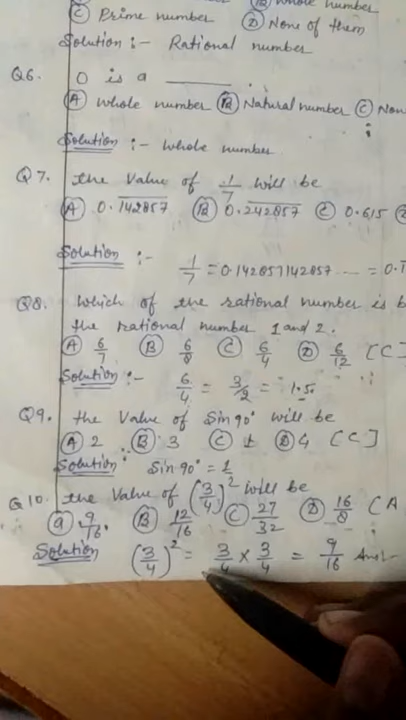 (C) Prime number (D) None of them
Solution :- Rational number
Q6. 0 is a ______.
(A) Whole number (B) Natural number (C) Non
Solution :- Whole number
Q7. the Value of 1/7 will be
(A) 0.142857 (B) 0.242857 (C) 0.615
Solution :- 1/7 = 0.142857142857 ---- = 0.1
Q8. Which of the rational number is b
the rational number 1 and 2.
(A) 6/7 (B) 6/8 (C) 6/4 (D) 6/12 [C
Solution :- 6/4 = 3/2 = 1.5
Q9. the Value of Sin 90° will be
(A) 2 (B) 3 (C) 1 (D) 4 [C]
Solution :- Sin 90° = 1
Q10. the Value of (3/4)² will be
(a) 9/16. (B) 12/16 (C) 27/32 (D) 16/8 (A
Solution (3/4)² = 3/4 × 3/4 = 9/16 Ans-